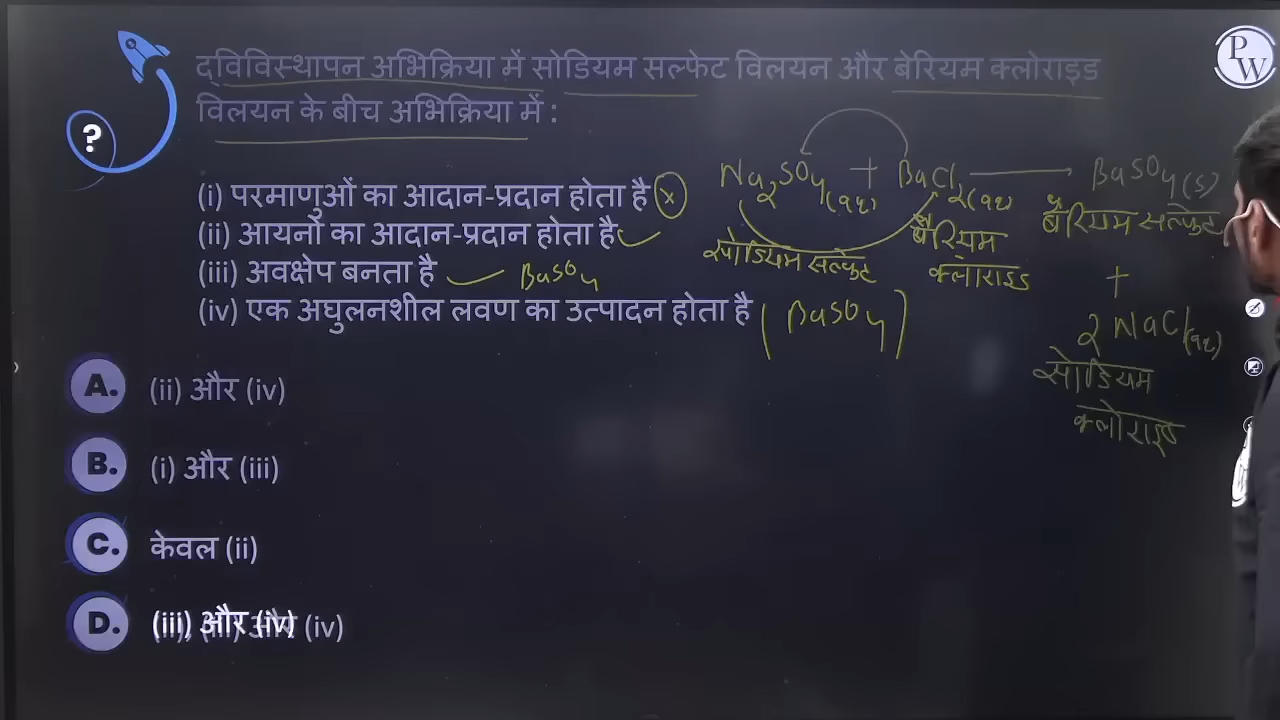 द्विविस्थापन अभिक्रिया में सोडियम सल्फेट विलयन और बेरियम क्लोराइड
विलयन के बीच अभिक्रिया में :
(i) परमाणुओं का आदान-प्रदान होता है x
(ii) आयनों का आदान-प्रदान होता है
(iii) अवक्षेप बनता है BaSO4
(iv) एक अघुलनशील लवण का उत्पादन होता है (BaSO4)
Na2SO4(aq) + BaCl2(aq) → BaSO4(s)
सोडियम सल्फेट बेरियम क्लोराइड बेरियम सल्फेट
+
2NaCl(aq)
सोडियम
क्लोराइड
A. (ii) और (iv)
B. (i) और (iii)
C. केवल (ii)
D. (iii) और (iv)
और (iv)
?
PW